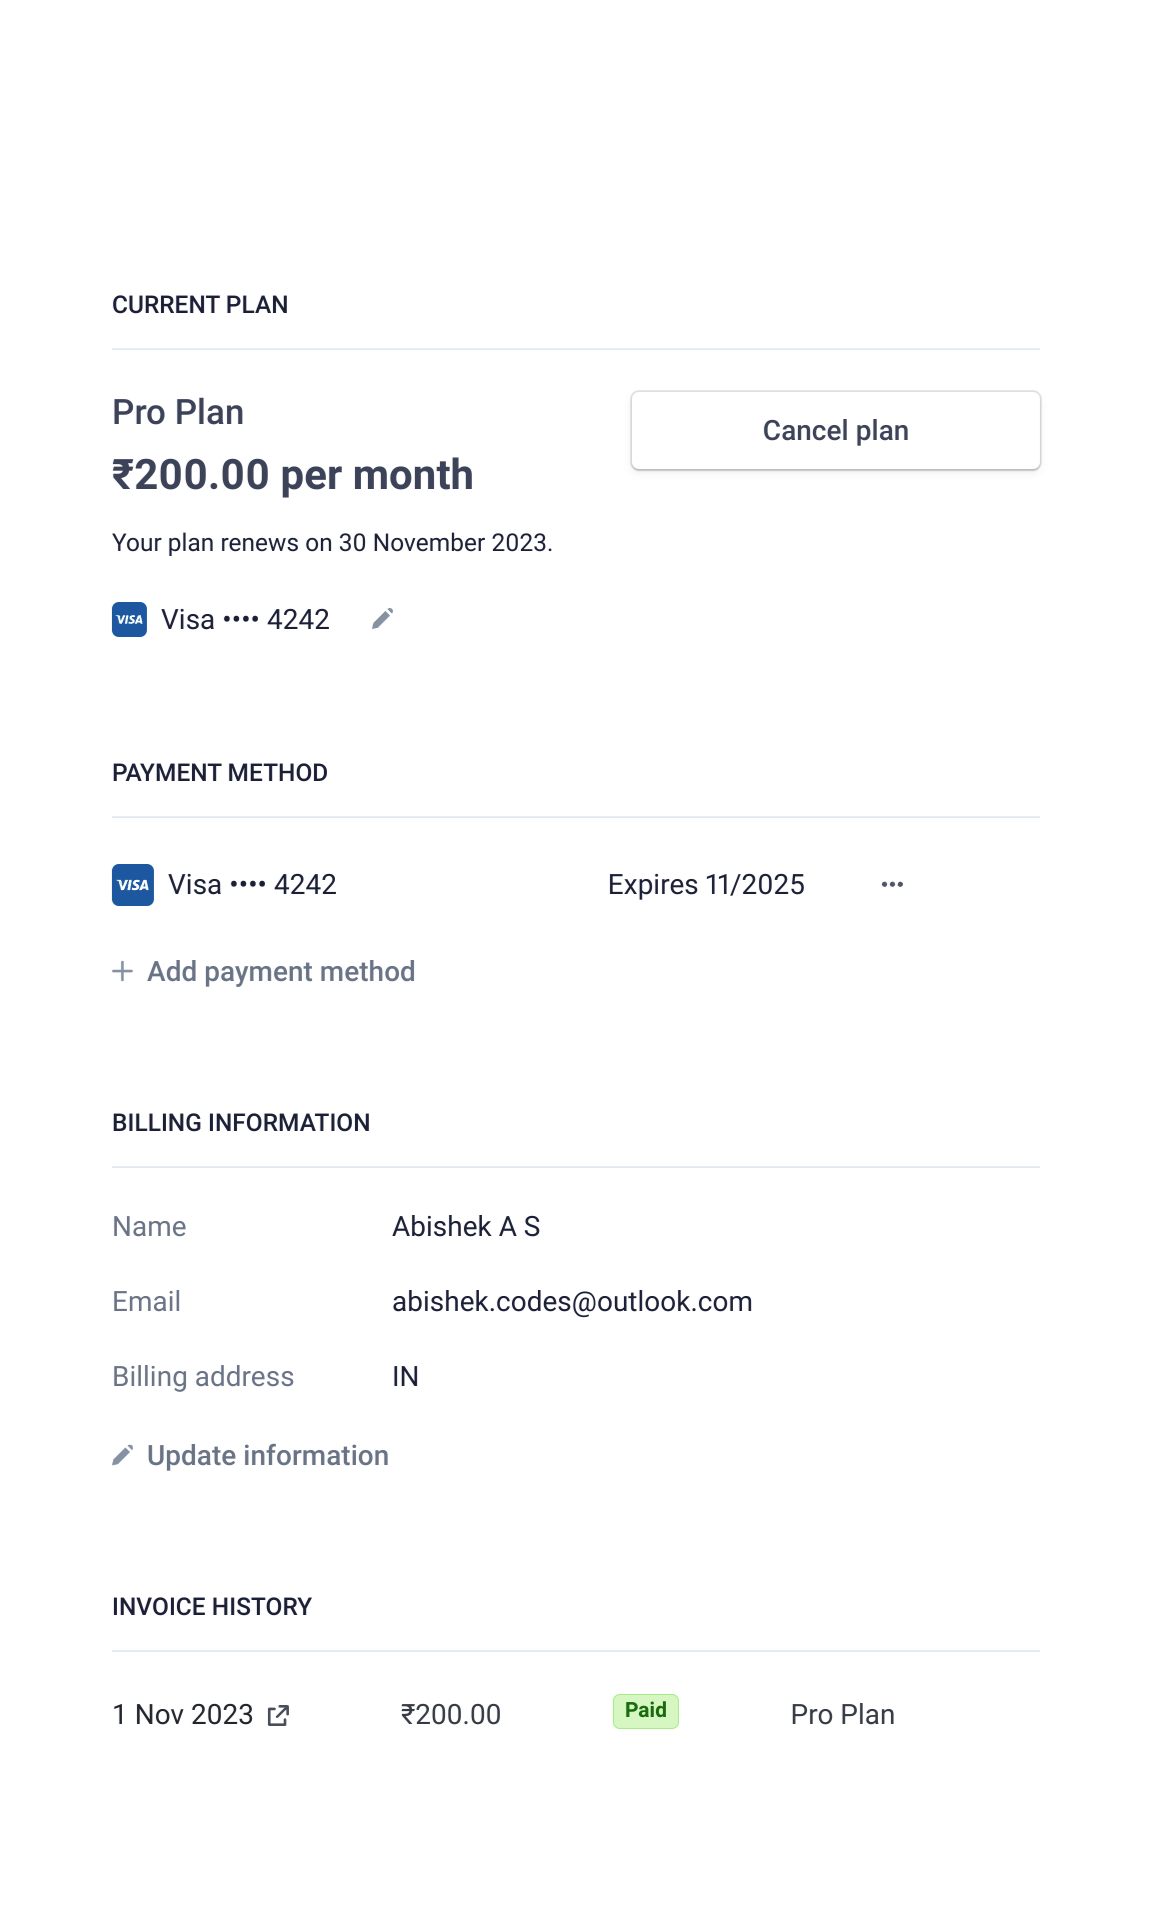 CURRENT PLAN
Pro Plan
Cancel plan
₹200.00 per month
Your plan renews on 30 November 2023.
VISA Visa •••• 4242
PAYMENT METHOD
VISA Visa •••• 4242 Expires 11/2025 •••
+ Add payment method
BILLING INFORMATION
Name Abishek A S
Email abishek.codes@outlook.com
Billing address IN
Update information
INVOICE HISTORY
1 Nov 2023 ₹200.00 Paid Pro Plan